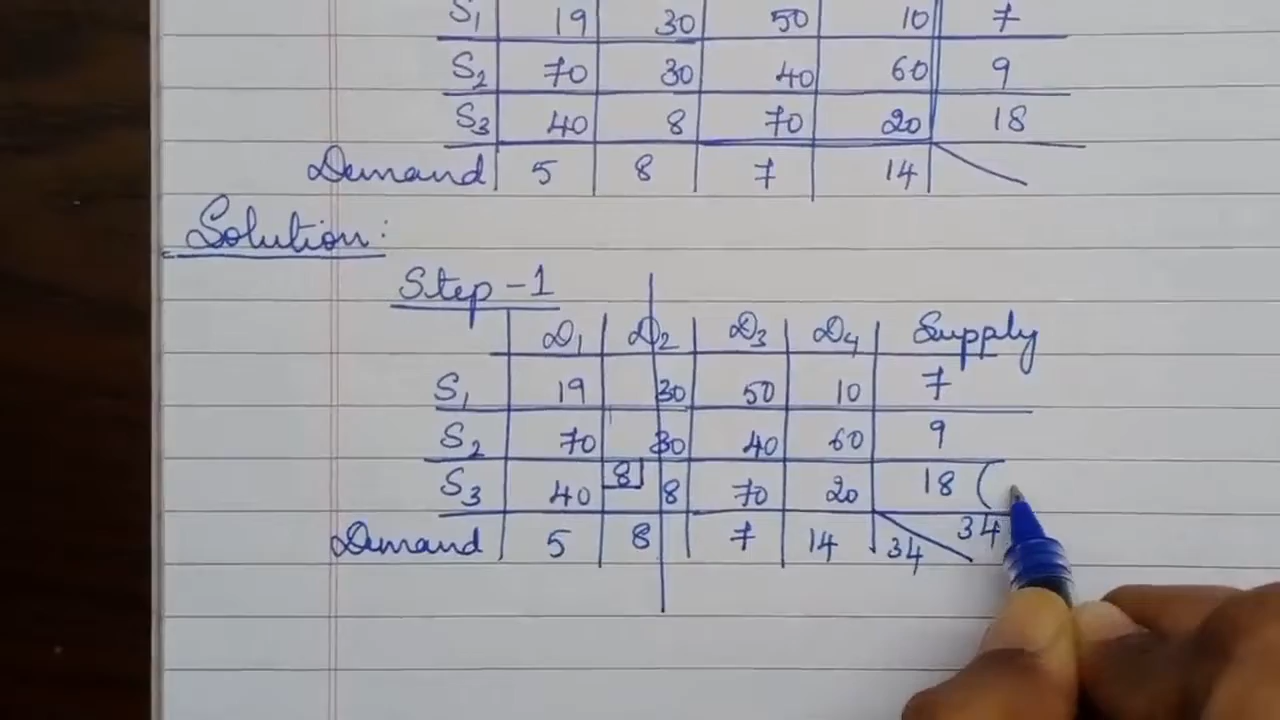 S1 19 30 50 10 7
S2 70 30 40 60 9
S3 40 8 70 20 18
Demand 5 8 7 14
Solution:
Step-1
D1 D2 D3 D4 Supply
S1 19 30 50 10 7
S2 70 30 40 60 9
S3 40 8 8 70 20 18 (
Demand 5 8 7 14 34 34